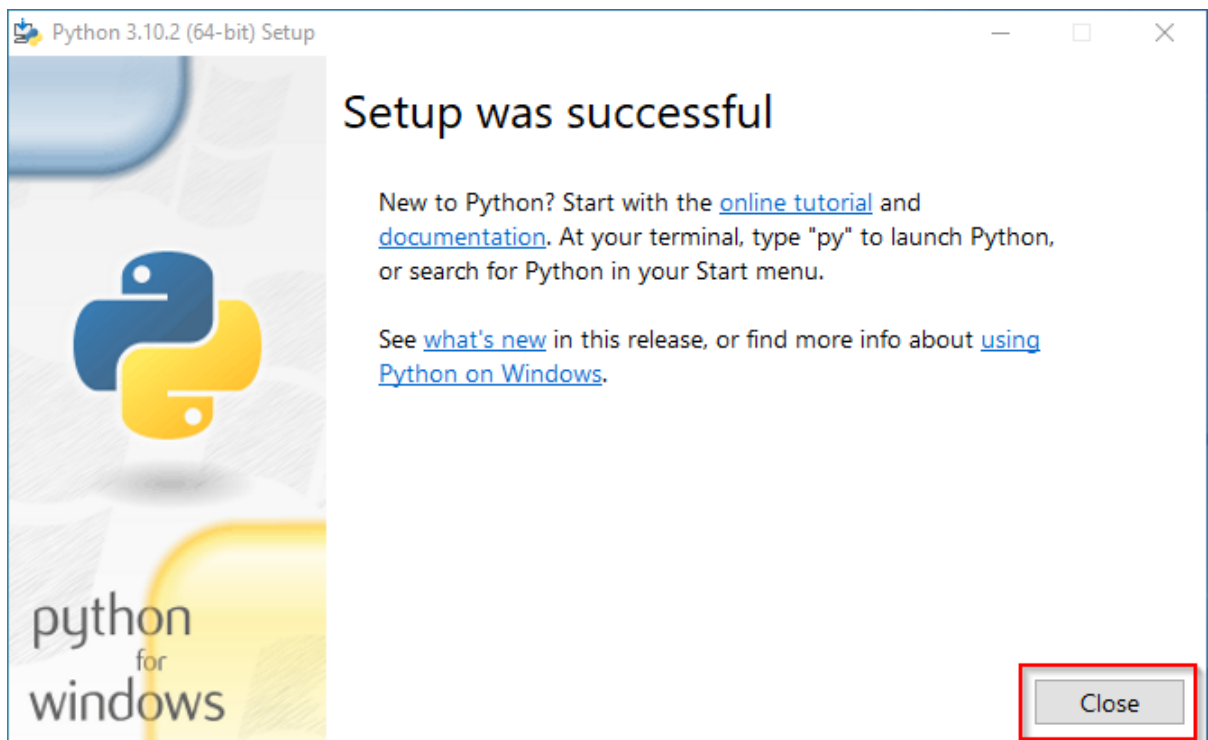 Python 3.10.2 (64-bit) Setup
Setup was successful
New to Python? Start with the online tutorial and
documentation. At your terminal, type "py" to launch Python,
or search for Python in your Start menu.
See what's new in this release, or find more info about using
Python on Windows.
python
for
windows
Close